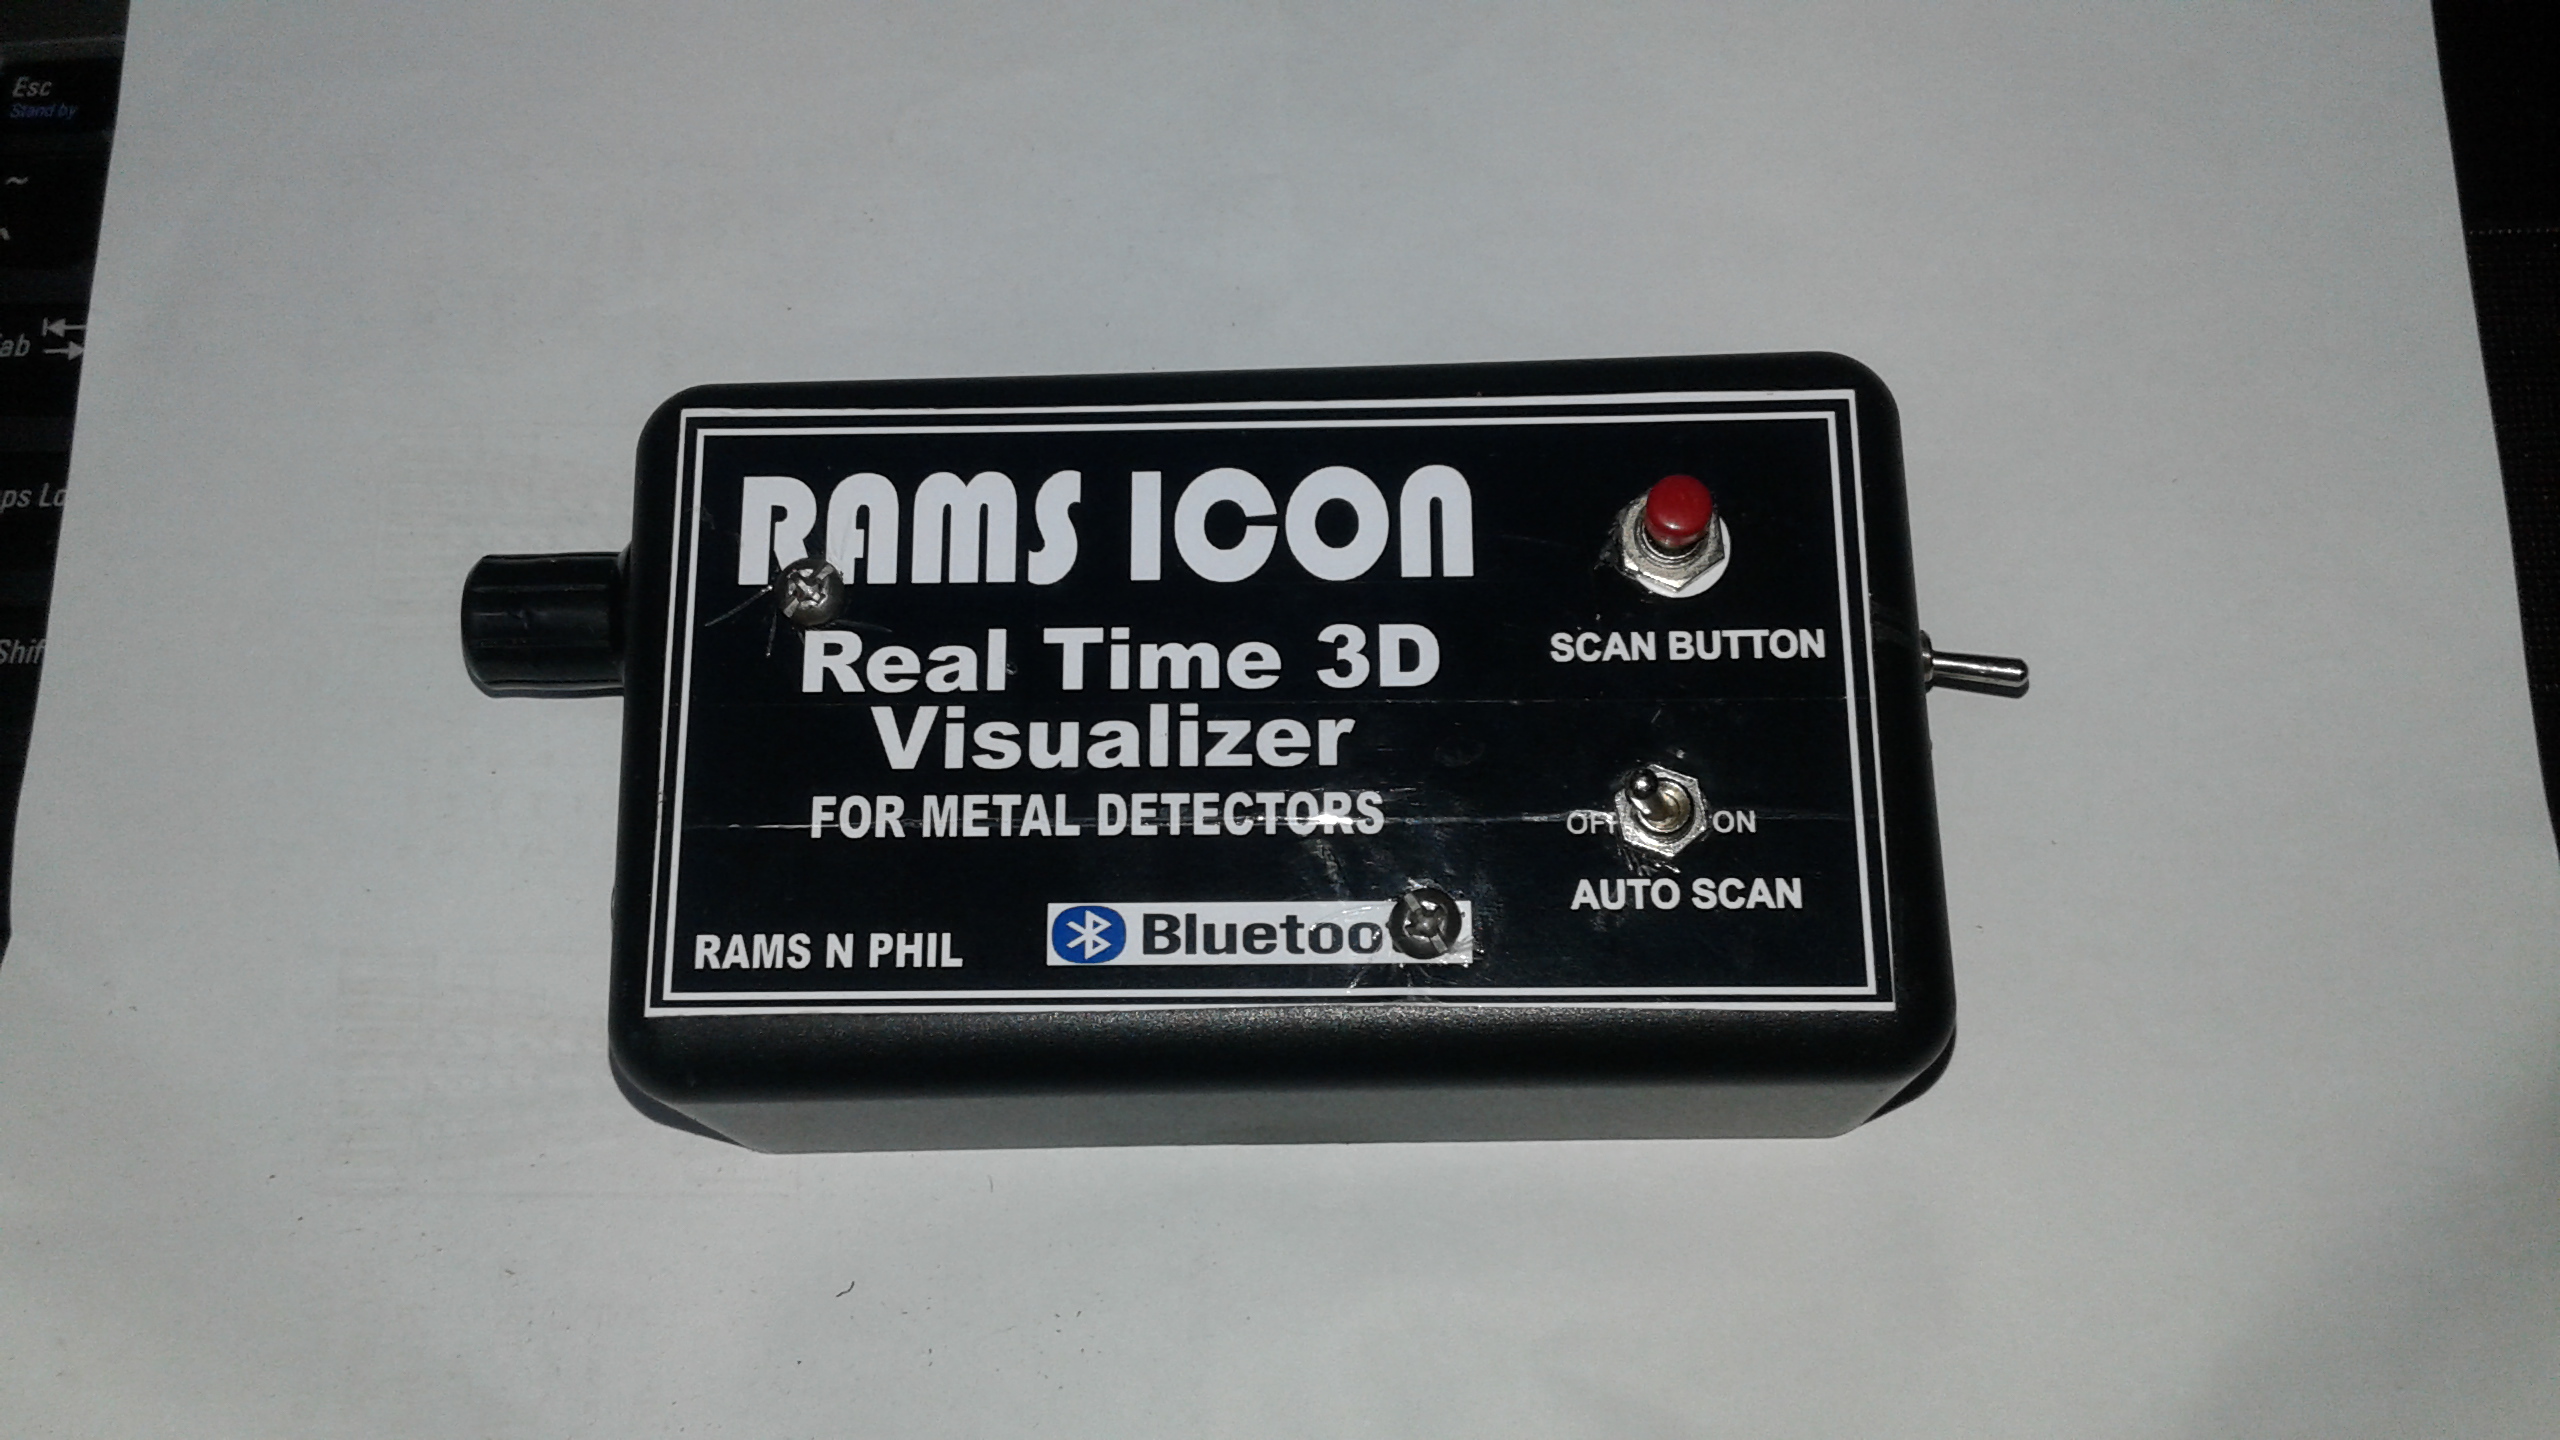 Esc
Stand by
~
RAMS ICON
Real Time 3D
Visualizer
FOR METAL DETECTORS
RAMS N PHIL
SCAN BUTTON
ON
AUTO SCAN